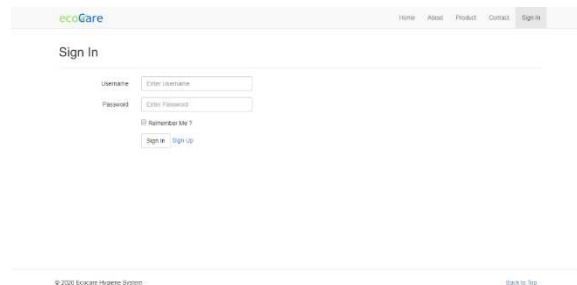 ecoCare
Home About Product Contact Sign In
Sign In
Username Enter Username
Password Enter Password
Remember Me ?
Sign In Sign Up
© 2020 Ecocare Hygiene System
Back to Top